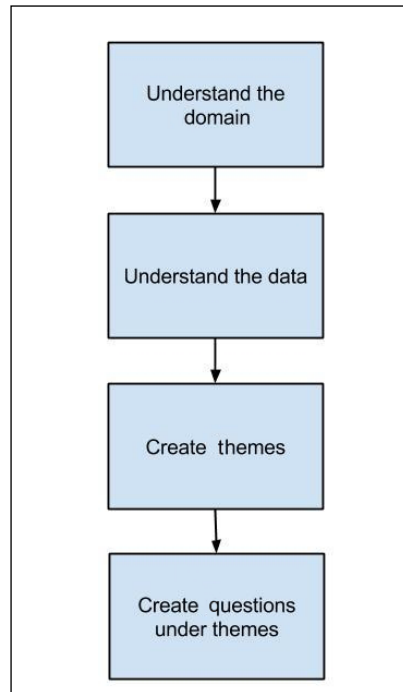 Understand the
domain
Understand the data
Create themes
Create questions
under themes